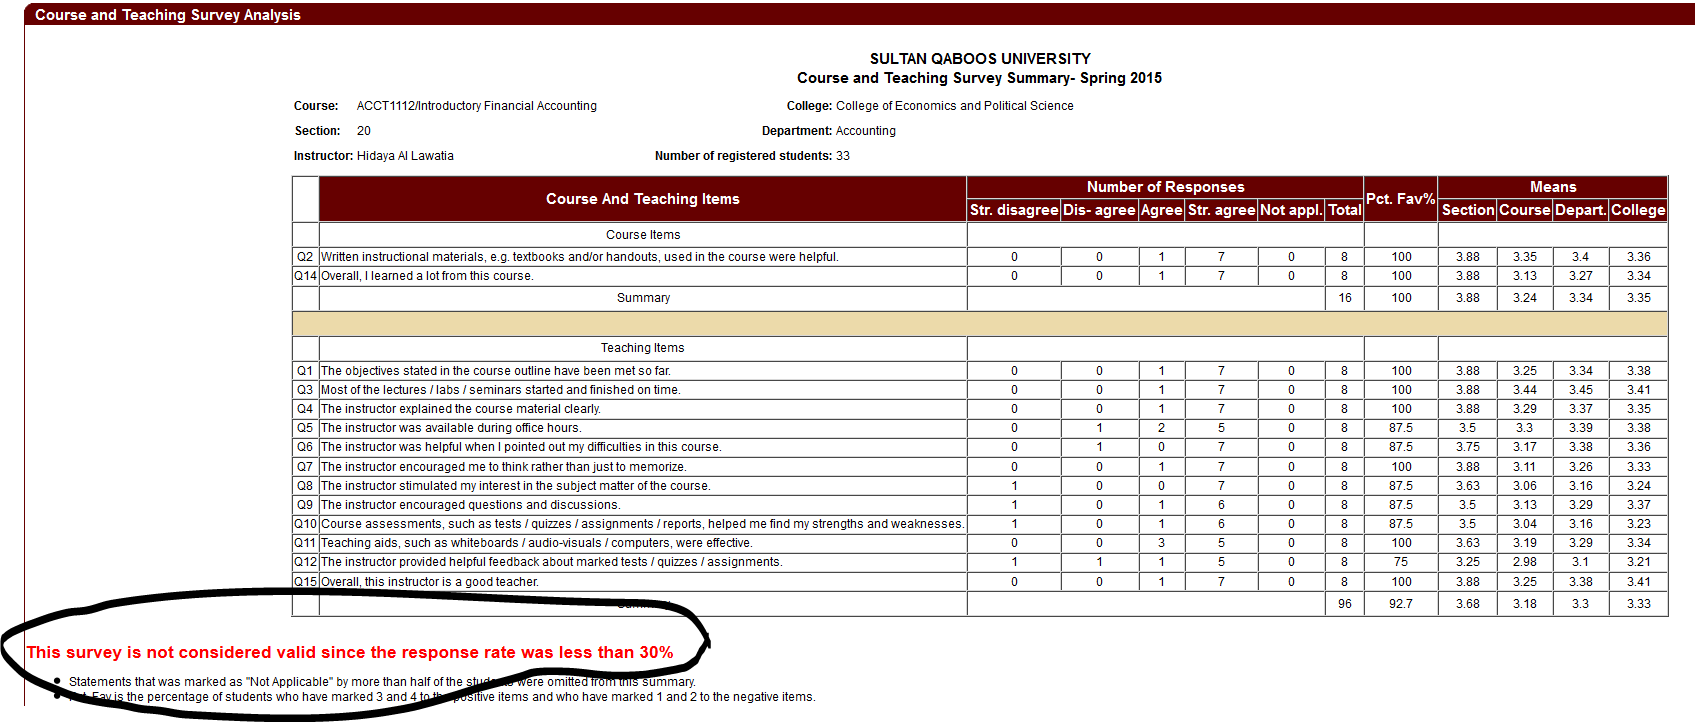 Course and Teaching Survey Analysis
SULTAN QABOOS UNIVERSITY
Course and Teaching Survey Summary- Spring 2015
Course: ACCT1112/Introductory Financial Accounting College: College of Economics and Political Science
Section: 20 Department: Accounting
Instructor: Hidaya Al Lawatia Number of registered students: 33
Course And Teaching Items Number of Responses Pct. Fav% Means
Str. disagree Dis- agree Agree Str. agree Not appl. Total Section Course Depart. College
Course Items
Q2 Written instructional materials, e.g. textbooks and/or handouts, used in the course were helpful. 0 0 1 7 0 8 100 3.88 3.35 3.4 3.36
Q14 Overall, I learned a lot from this course. 0 0 1 7 0 8 100 3.88 3.13 3.27 3.34
Summary 16 100 3.88 3.24 3.34 3.35
Teaching Items
Q1 The objectives stated in the course outline have been met so far. 0 0 1 7 0 8 100 3.88 3.25 3.34 3.38
Q3 Most of the lectures / labs / seminars started and finished on time. 0 0 1 7 0 8 100 3.88 3.44 3.45 3.41
Q4 The instructor explained the course material clearly. 0 0 1 7 0 8 100 3.88 3.29 3.37 3.35
Q5 The instructor was available during office hours. 0 1 2 5 0 8 87.5 3.5 3.3 3.39 3.38
Q6 The instructor was helpful when I pointed out my difficulties in this course. 0 1 0 7 0 8 87.5 3.75 3.17 3.38 3.36
Q7 The instructor encouraged me to think rather than just to memorize. 0 0 1 7 0 8 100 3.88 3.11 3.26 3.33
Q8 The instructor stimulated my interest in the subject matter of the course. 1 0 0 7 0 8 87.5 3.63 3.06 3.16 3.24
Q9 The instructor encouraged questions and discussions. 1 0 1 6 0 8 87.5 3.5 3.13 3.29 3.37
Q10 Course assessments, such as tests / quizzes / assignments / reports, helped me find my strengths and weaknesses. 1 0 1 6 0 8 87.5 3.5 3.04 3.16 3.23
Q11 Teaching aids, such as whiteboards / audio-visuals / computers, were effective. 0 0 3 5 0 8 100 3.63 3.19 3.29 3.34
Q12 The instructor provided helpful feedback about marked tests / quizzes / assignments. 1 1 1 5 0 8 75 3.25 2.98 3.1 3.21
Q15 Overall, this instructor is a good teacher. 0 0 1 7 0 8 100 3.88 3.25 3.38 3.41
96 92.7 3.68 3.18 3.3 3.33
This survey is not considered valid since the response rate was less than 30%
Statements that was marked as "Not Applicable" by more than half of the students were omitted from this summary.
Fav is the percentage of students who have marked 3 and 4 to the positive items and who have marked 1 and 2 to the negative items.